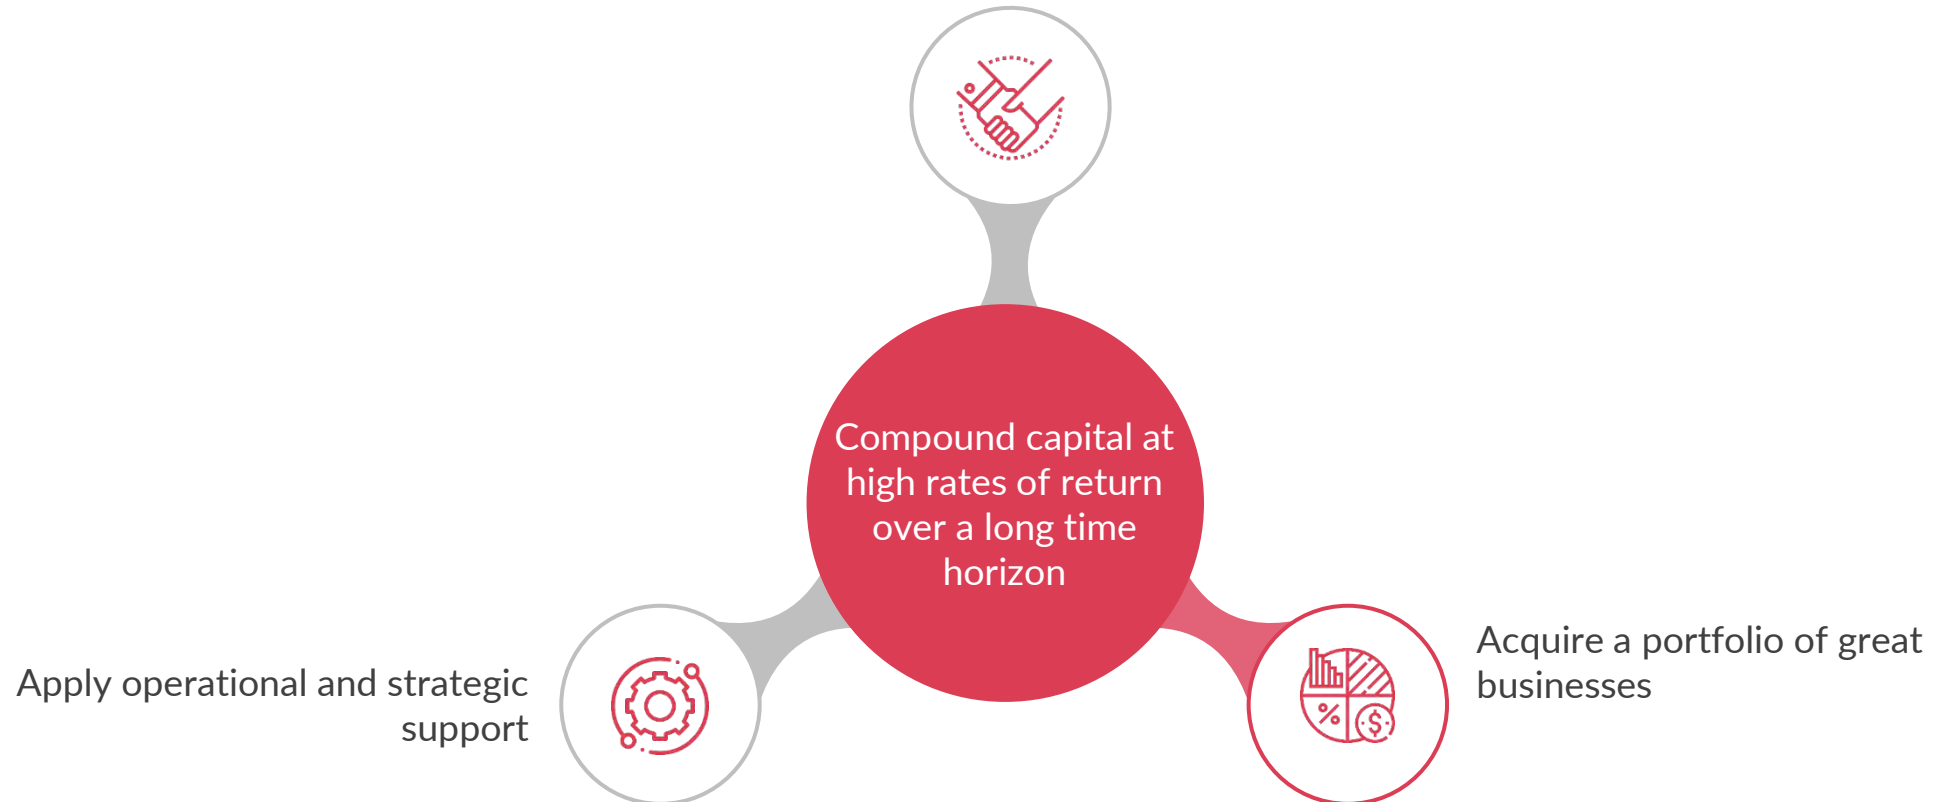 Compound capital at
high rates of return
over a long time
horizon
Apply operational and strategic
support
Acquire a portfolio of great
businesses
%
$